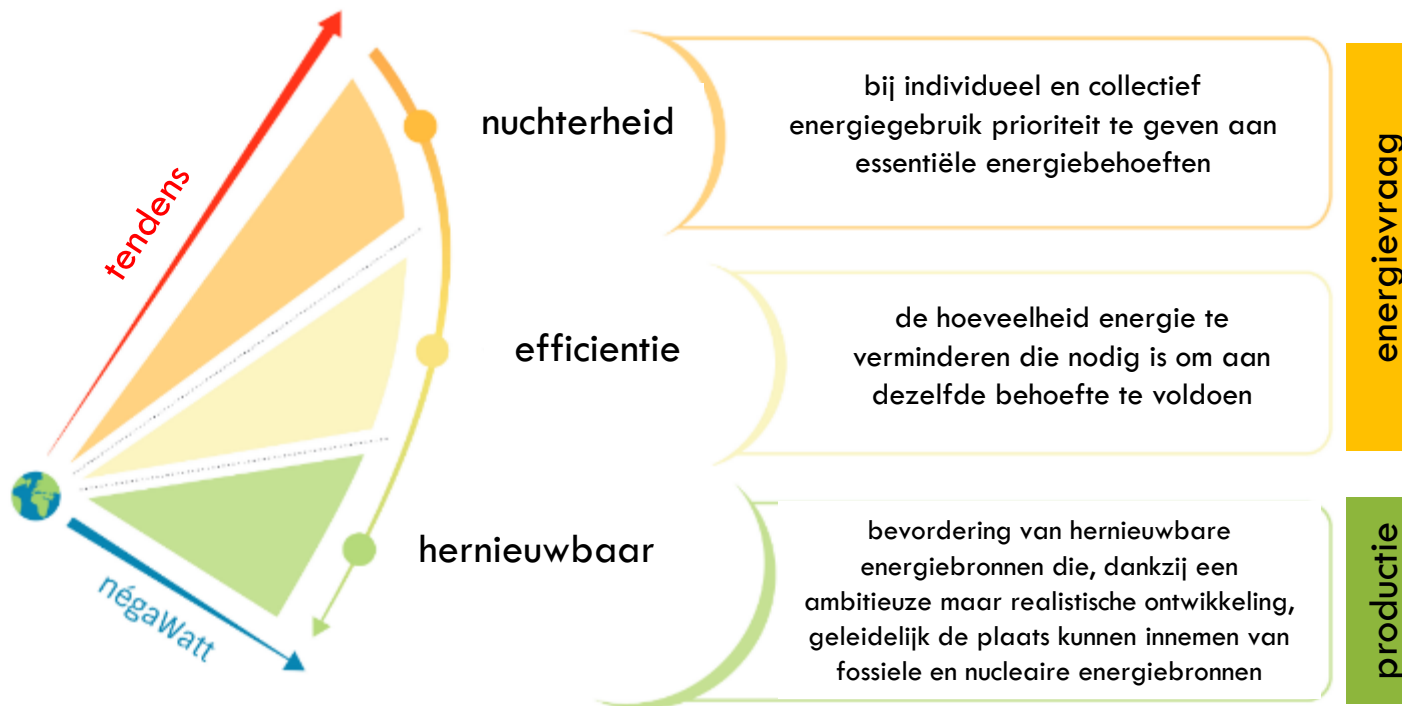 tendens
négaWatt
nuchterheid
bij individueel en collectief
energiegebruik prioriteit te geven aan
essentiële energiebehoeften
efficientie
de hoeveelheid energie te
verminderen die nodig is om aan
dezelfde behoefte te voldoen
energievraag
hernieuwbaar
bevordering van hernieuwbare
energiebronnen die, dankzij een
ambitieuze maar realistische ontwikkeling,
geleidelijk de plaats kunnen innemen van
fossiele en nucleaire energiebronnen
productie